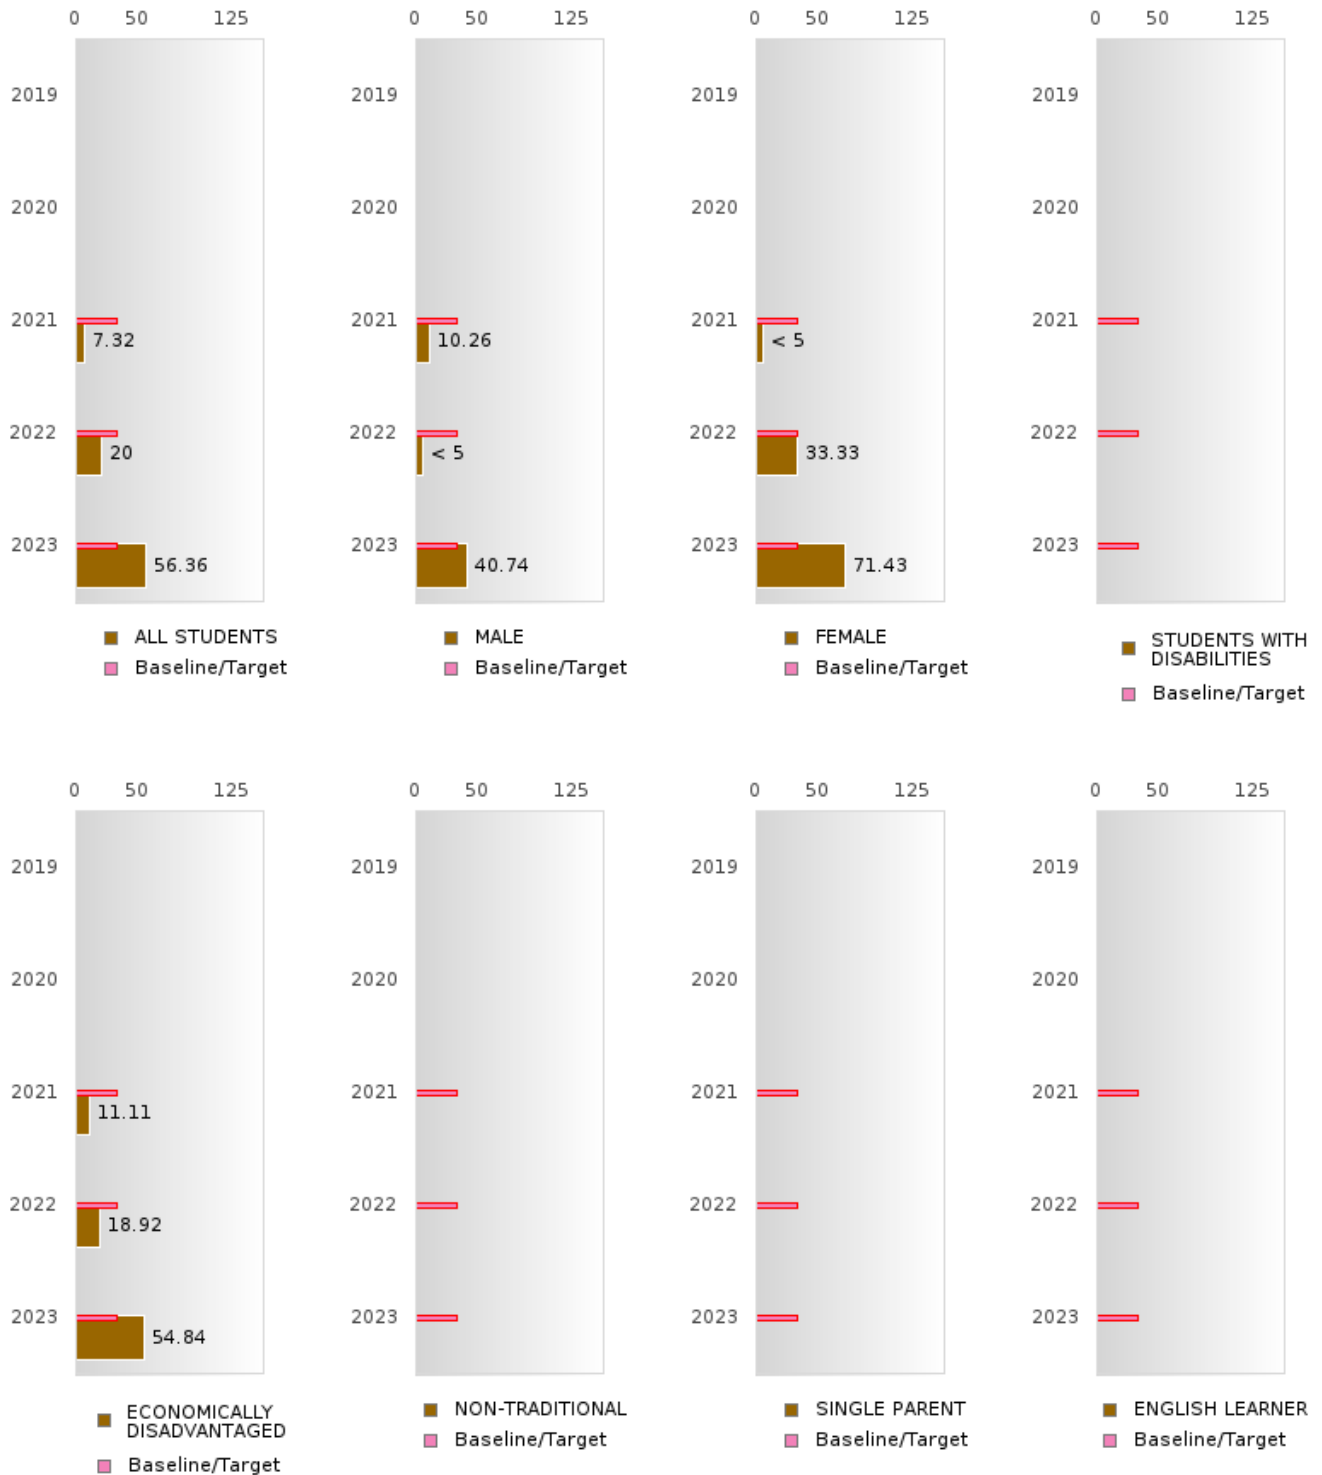 0 50 125 0 50 125 0 50 125 0 50 125
2019 2019 2019 2019
2020 2020 2020 2020
2021 2021 2021 2021
7.32 10.26 < 5
2022 2022 2022 2022
20 < 5 33.33
2023 2023 2023 2023
56.36 40.74 71.43
ALL STUDENTS MALE FEMALE STUDENTS WITH
DISABILITIES
Baseline/Target Baseline/Target Baseline/Target Baseline/Target
0 50 125 0 50 125 0 50 125 0 50 125
2019 2019 2019 2019
2020 2020 2020 2020
2021 2021 2021 2021
11.11
2022 2022 2022 2022
18.92
2023 2023 2023 2023
54.84
ECONOMICALLY NON-TRADITIONAL SINGLE PARENT ENGLISH LEARNER
DISADVANTAGED
Baseline/Target Baseline/Target Baseline/Target Baseline/Target